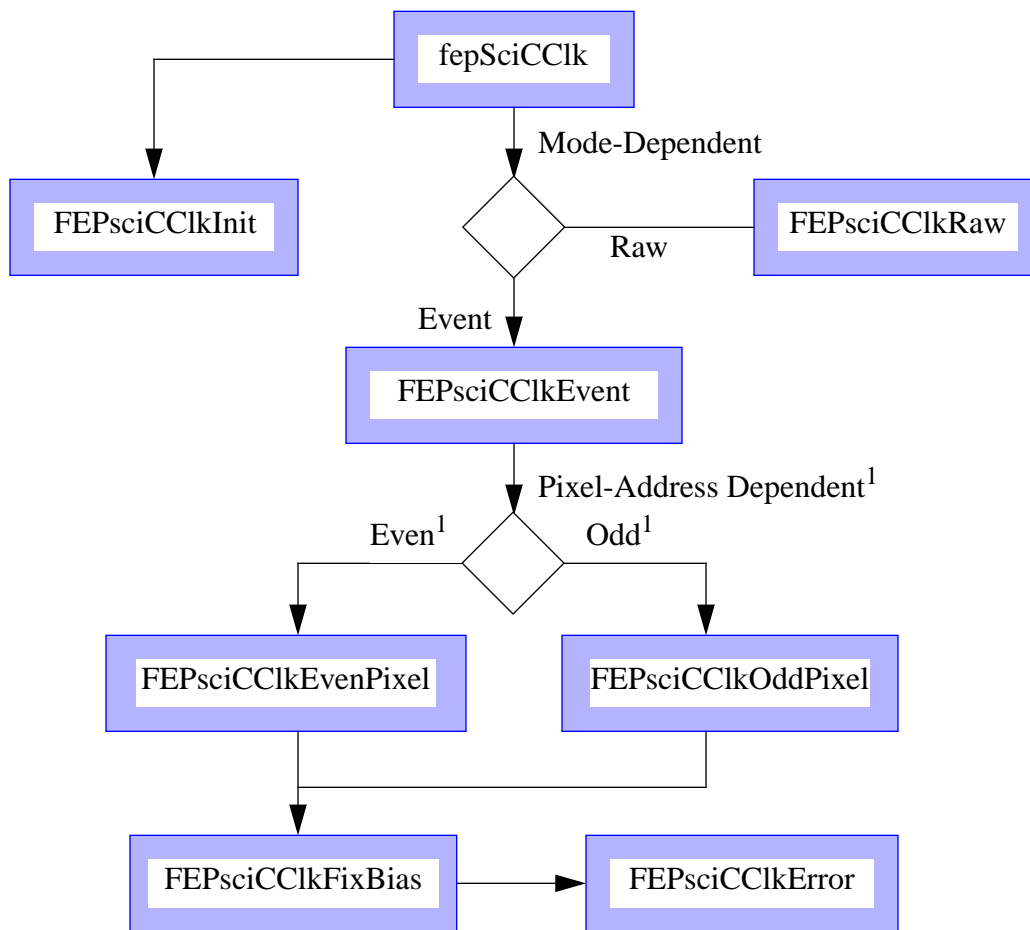 fepSciCClk
Mode-Dependent
FEPsciCClkInit
FEPsciCClkRaw
Raw
Event
FEPsciCClkEvent
Pixel-Address Dependent¹
Even¹
Odd¹
FEPsciCClkEvenPixel
FEPsciCClkOddPixel
FEPsciCClkFixBias
FEPsciCClkError